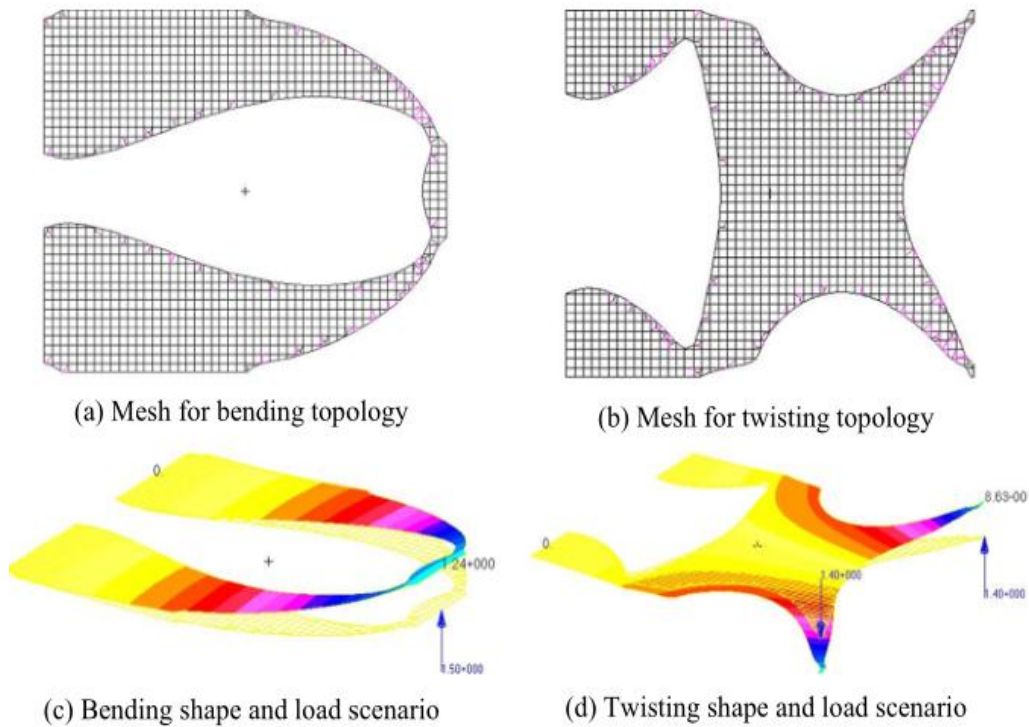 (a) Mesh for bending topology
(b) Mesh for twisting topology
0.
1.24+000
1.50+000
(c) Bending shape and load scenario
8.63-00
0.
1.40+000
1.40+000
(d) Twisting shape and load scenario